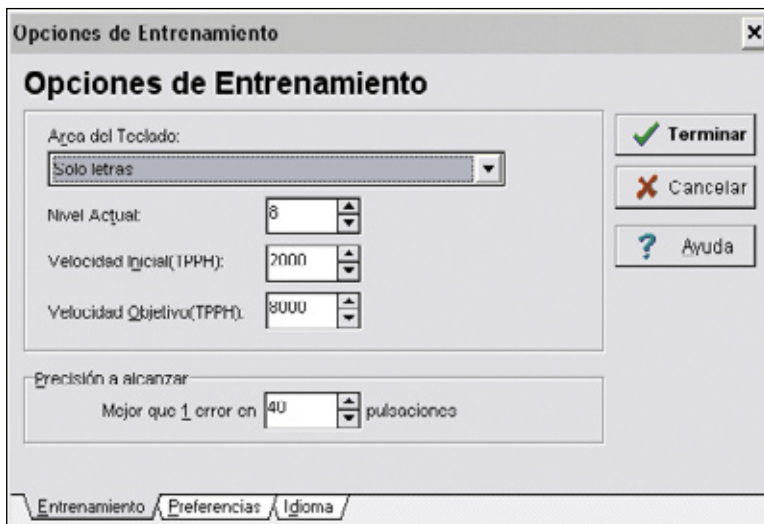 Opciones de Entrenamiento
Opciones de Entrenamiento
Area del Teclado:
Solo letras
Nivel Actual: 8
Velocidad Inicial(TPPH): 2000
Velocidad Objetivo(TPPH): 8000
Terminar
Cancelar
Ayuda
Precisión a alcanzar
Mejor que 1 error en 40 pulsaciones
Entrenamiento Preferencias Idioma